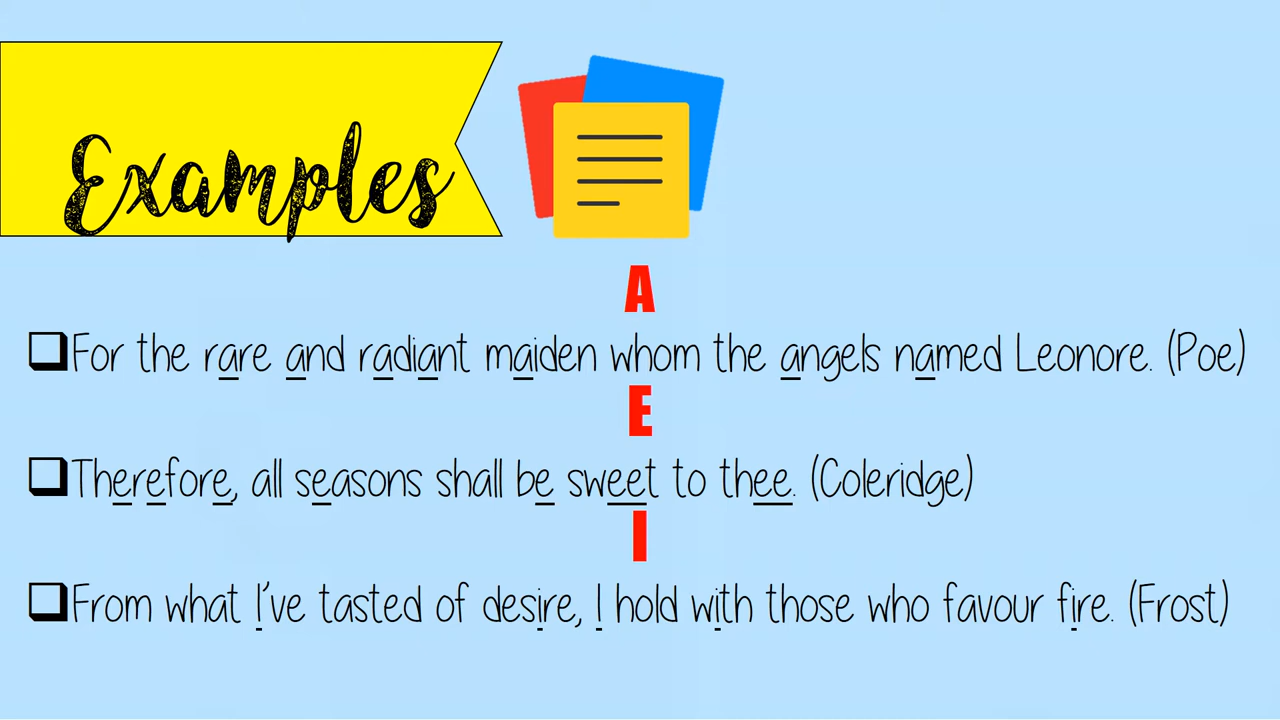 Examples
A
For the rare and radiant maiden whom the angels named Leonore. (Poe)
E
Therefore, all seasons shall be sweet to thee. (Coleridge)
I
From what I've tasted of desire, I hold with those who favour fire. (Frost)